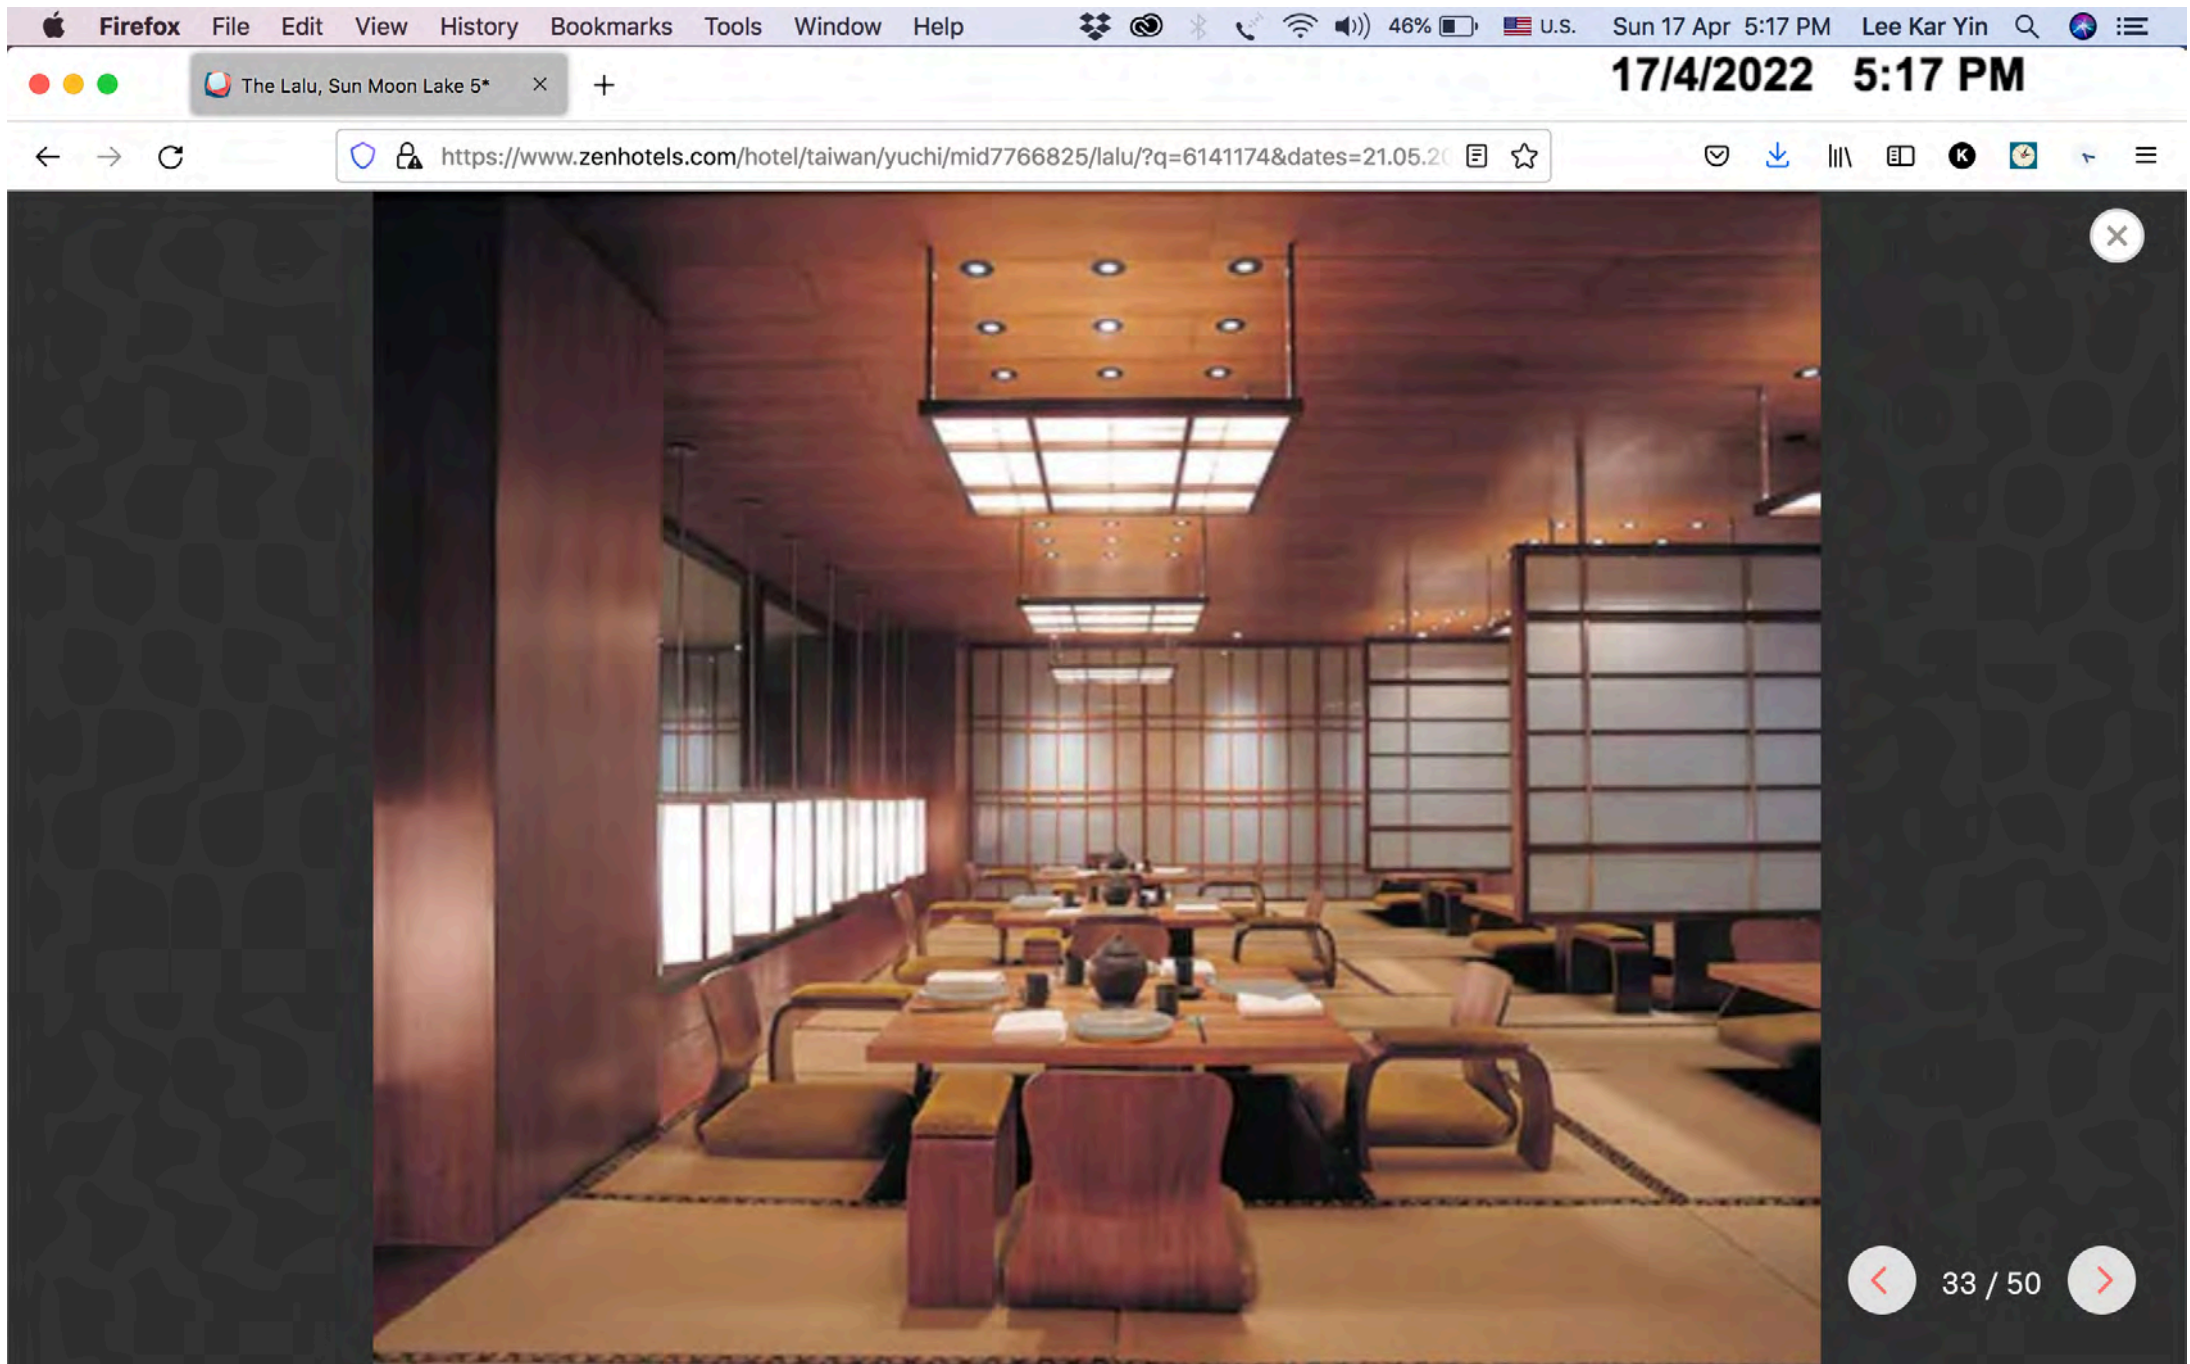 Firefox File Edit View History Bookmarks Tools Window Help 46% U.S. Sun 17 Apr 5:17 PM Lee Kar Yin
The Lalu, Sun Moon Lake 5*
17/4/2022 5:17 PM
https://www.zenhotels.com/hotel/taiwan/yuchi/mid7766825/lalu/?q=6141174&dates=21.05.20
K
33 / 50